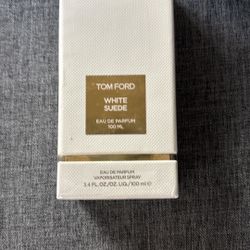 TOM FORD
WHITE
SUEDE
EAU DE PARFUM
100 ML
EAU DE PARFUM
VAPORISATEUR SPRAY
3.4 FL.OZ/OZ. LIQ/100 ml ℮